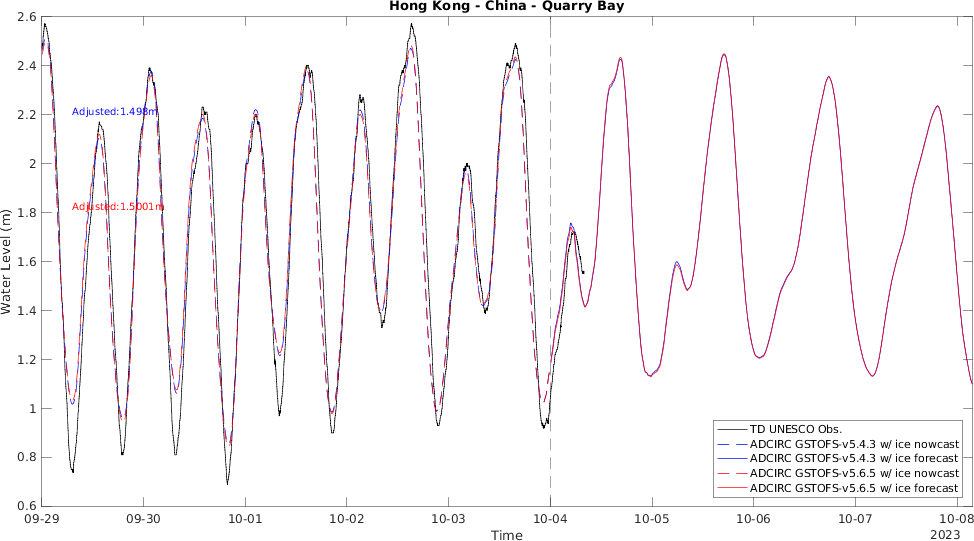 Hong Kong - China - Quarry Bay
Water Level (m)
2.6
2.4
2.2
2
1.8
1.6
1.4
1.2
1
0.8
0.6
Adjusted:1.498m
Adjusted:1.5001m
TD UNESCO Obs.
ADCIRC GSTOFS-v5.4.3 w/ ice nowcast
ADCIRC GSTOFS-v5.4.3 w/ ice forecast
ADCIRC GSTOFS-v5.6.5 w/ ice nowcast
ADCIRC GSTOFS-v5.6.5 w/ ice forecast
09-29 09-30 10-01 10-02 10-03 10-04 10-05 10-06 10-07 10-08
2023
Time